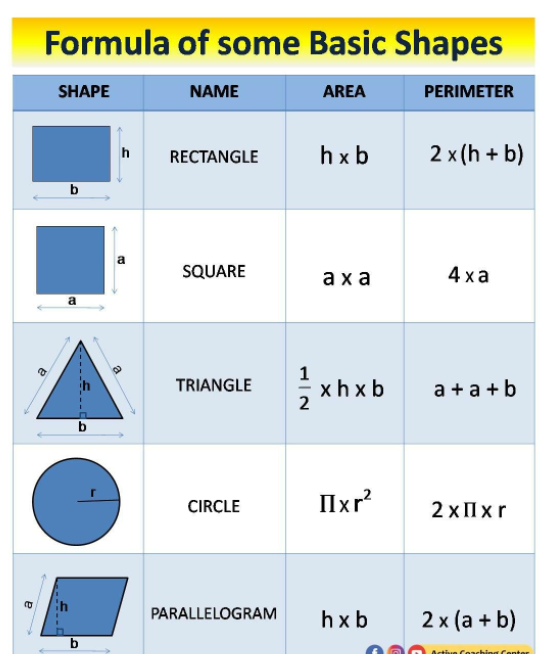 Formula of some Basic Shapes
SHAPE NAME AREA PERIMETER
h
b
RECTANGLE h x b 2 x (h + b)
a
a
SQUARE a x a 4 x a
a a
h
b
TRIANGLE 1/2 x h x b a + a + b
r
CIRCLE Π x r² 2 x Π x r
a
h
b
PARALLELOGRAM h x b 2 x (a + b)
Active Coaching Center